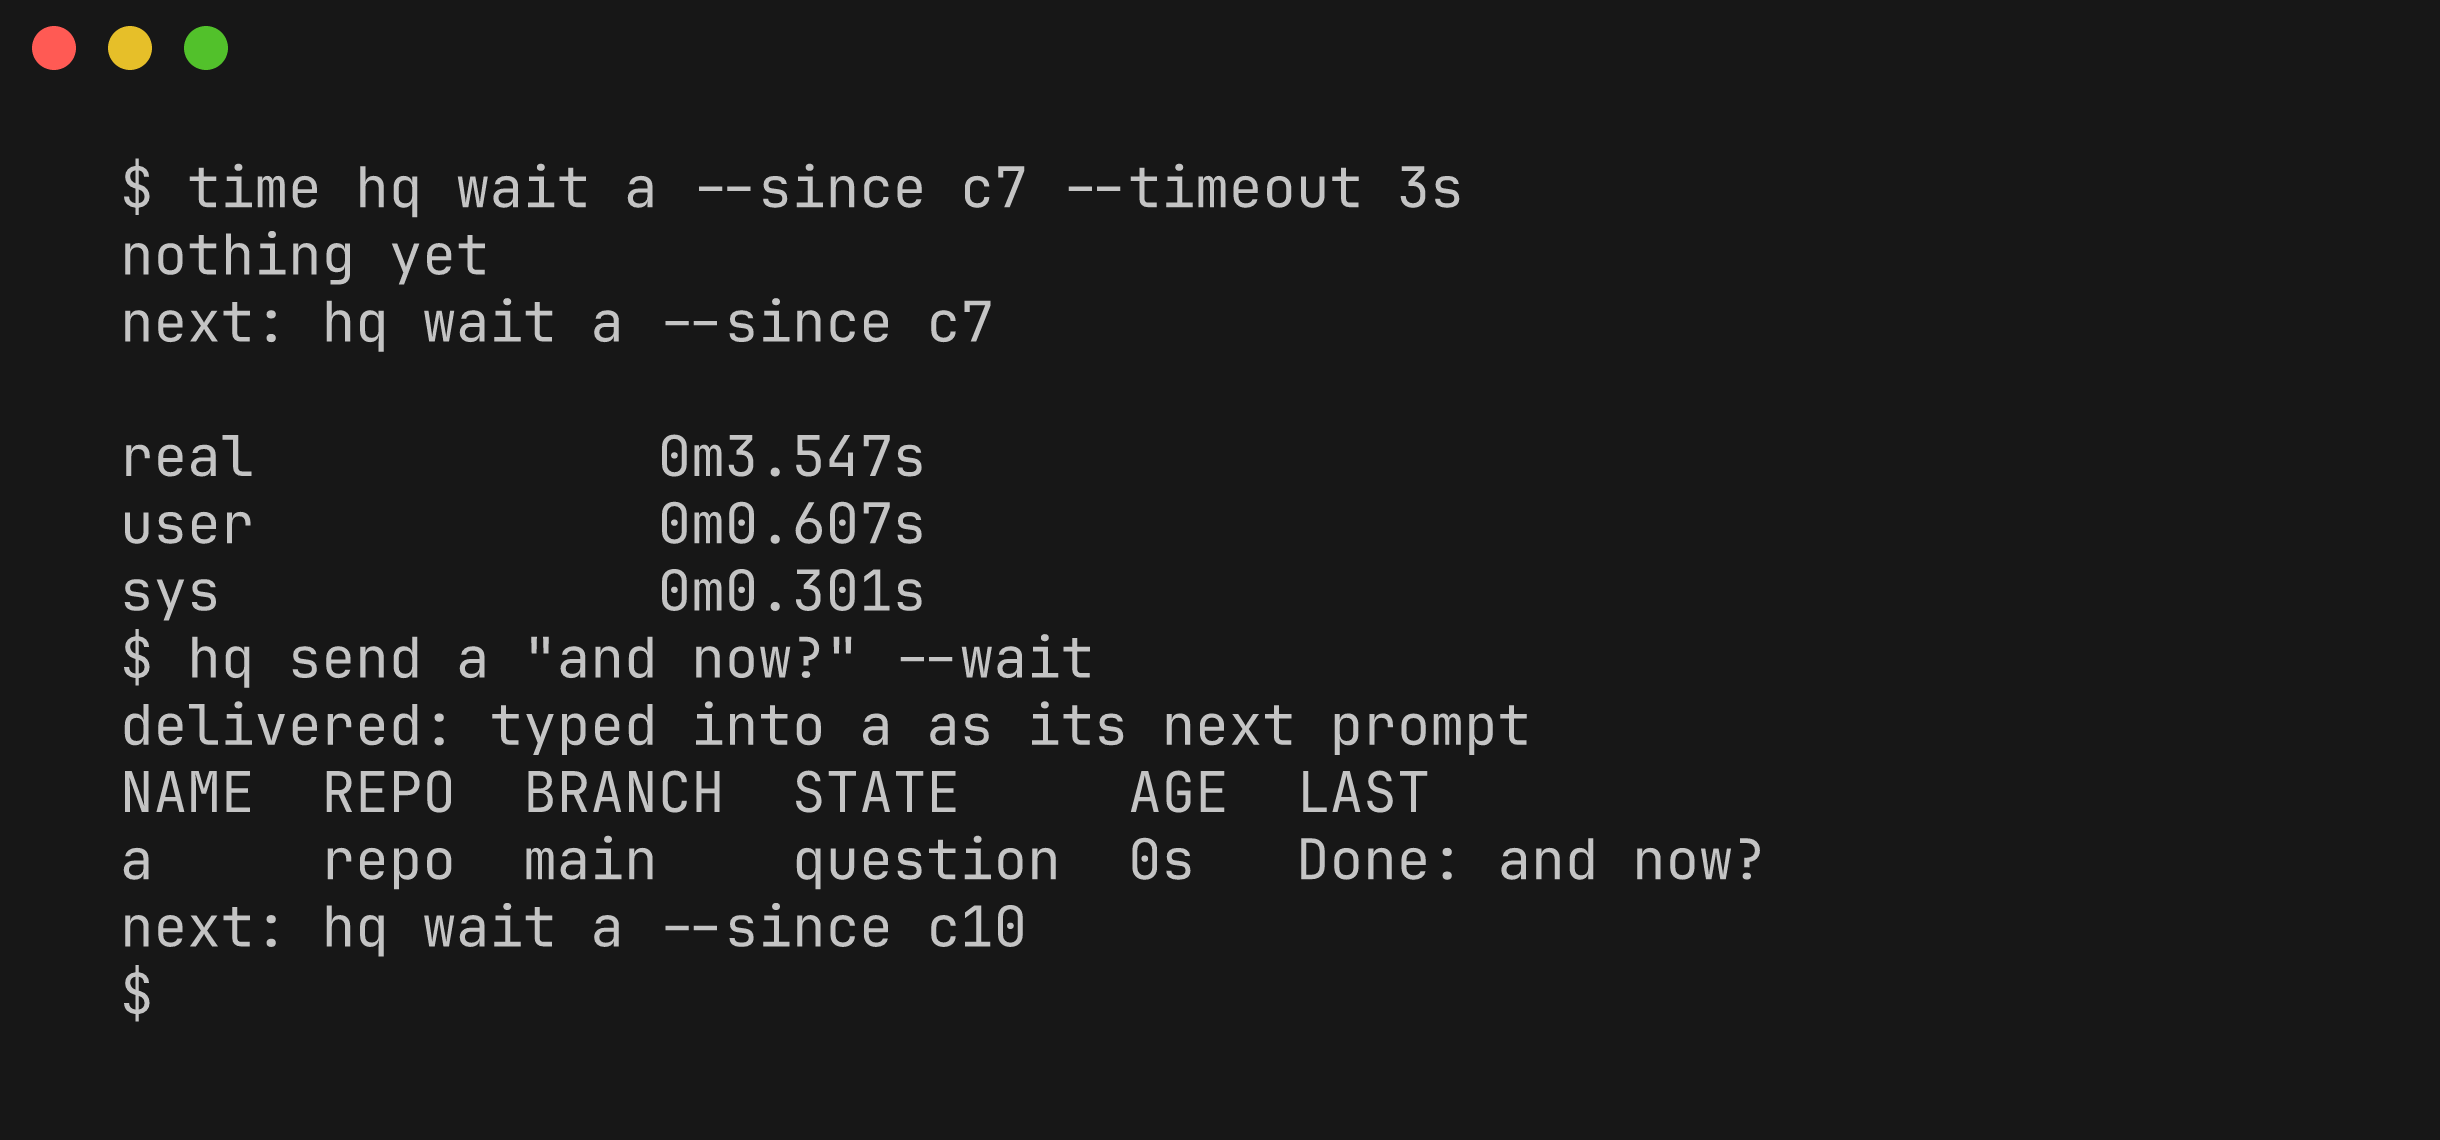 $ time hq wait a --since c7 --timeout 3s
nothing yet
next: hq wait a --since c7

real            0m3.547s
user            0m0.607s
sys             0m0.301s
$ hq send a "and now?" --wait
delivered: typed into a as its next prompt
NAME  REPO  BRANCH  STATE     AGE  LAST
a     repo  main    question  0s   Done: and now?
next: hq wait a --since c10
$